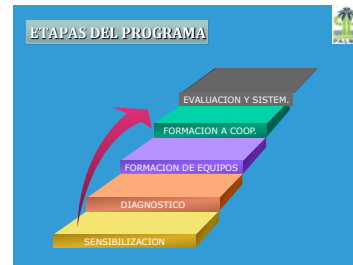 ETAPAS DEL PROGRAMA
EVALUACION Y SISTEM.
FORMACION A COOP.
FORMACION DE EQUIPOS
DIAGNOSTICO
SENSIBILIZACION